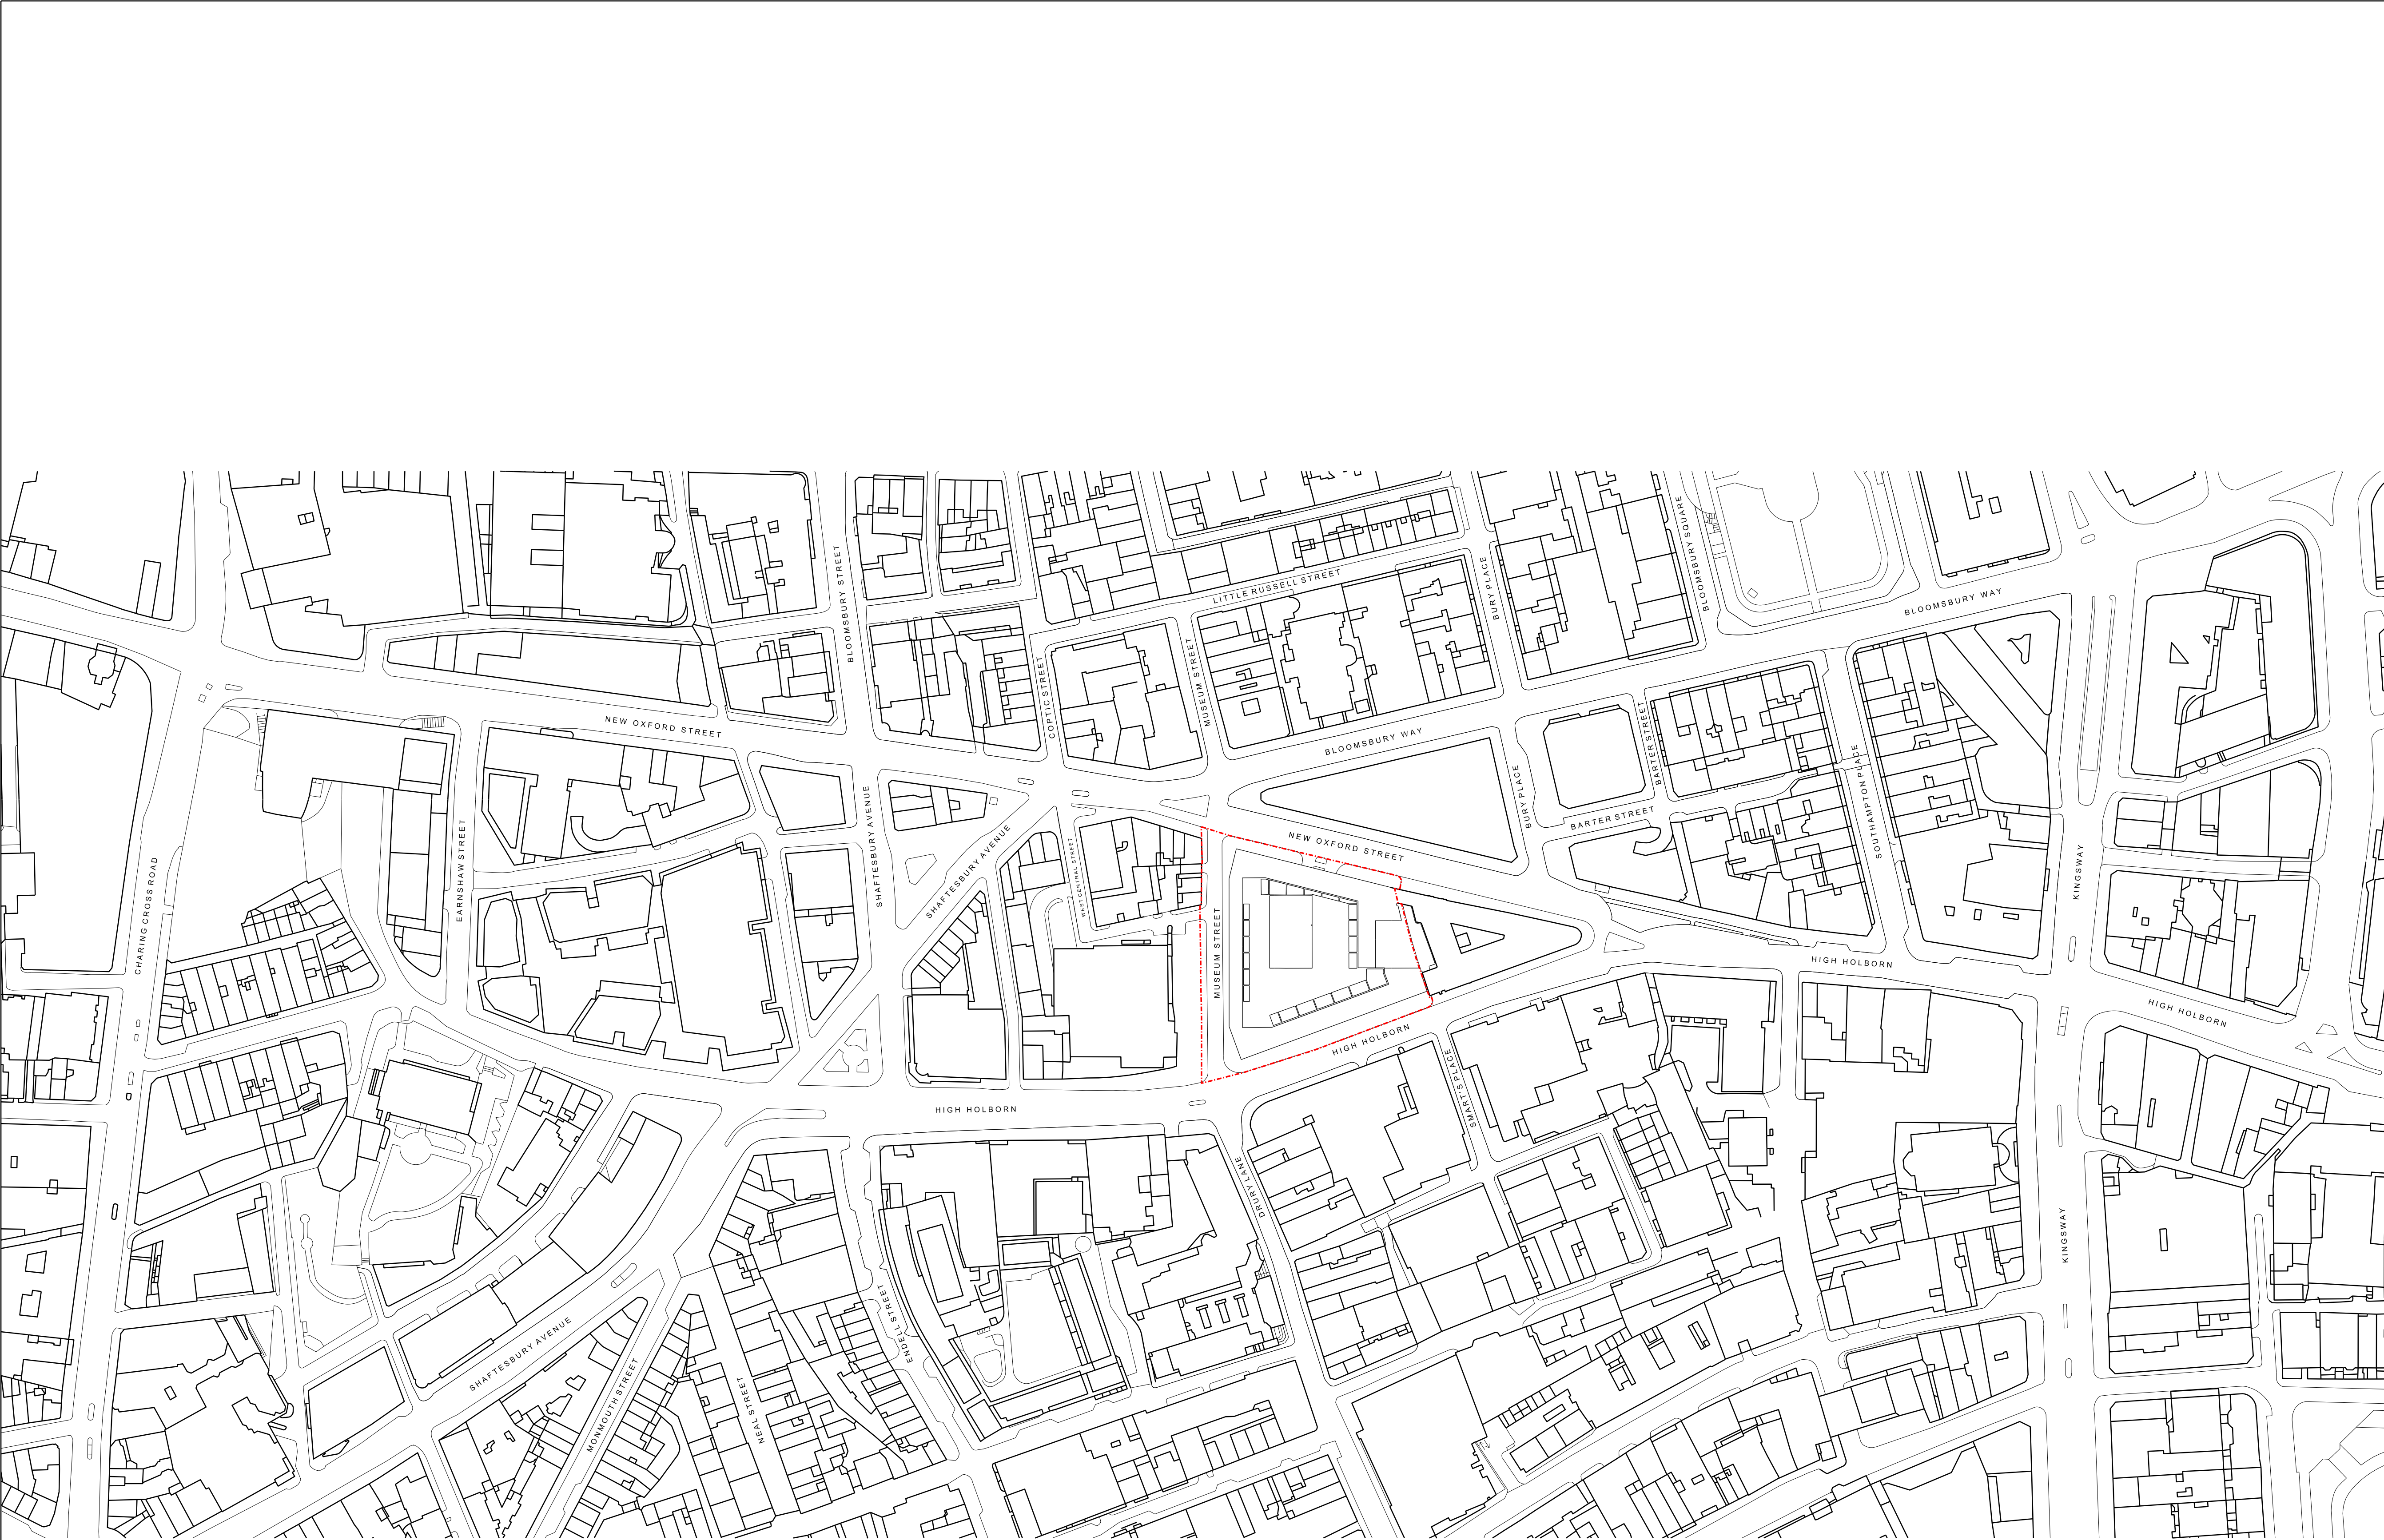 BLOOMSBURY SQUARE
BLOOMSBURY STREET
LITTLE RUSSELL STREET
BURY PLACE
BLOOMSBURY WAY
COPTIC STREET
MUSEUM STREET
NEW OXFORD STREET
BLOOMSBURY WAY
BARTER STREET
BURY PLACE
BARTER STREET
SOUTHAMPTON PLACE
SHAFTESBURY AVENUE
SHAFTESBURY AVENUE
WEST CENTRAL STREET
NEW OXFORD STREET
EARNSHAW STREET
CHARING CROSS ROAD
KINGSWAY
MUSEUM STREET
HIGH HOLBORN
HIGH HOLBORN
HIGH HOLBORN
SMART'S PLACE
HIGH HOLBORN
DRURY LANE
KINGSWAY
ENDELL STREET
SHAFTESBURY AVENUE
MONMOUTH STREET
NEAL STREET